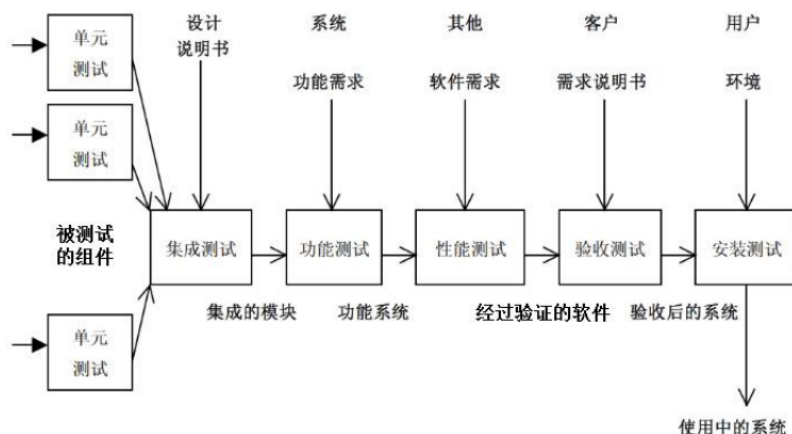 单元
测试
设计
说明书
系统
功能需求
其他
软件需求
客户
需求说明书
用户
环境
单元
测试
被测试
的组件
集成测试
功能测试
性能测试
验收测试
安装测试
集成的模块
功能系统
经过验证的软件
验收后的系统
单元
测试
使用中的系统